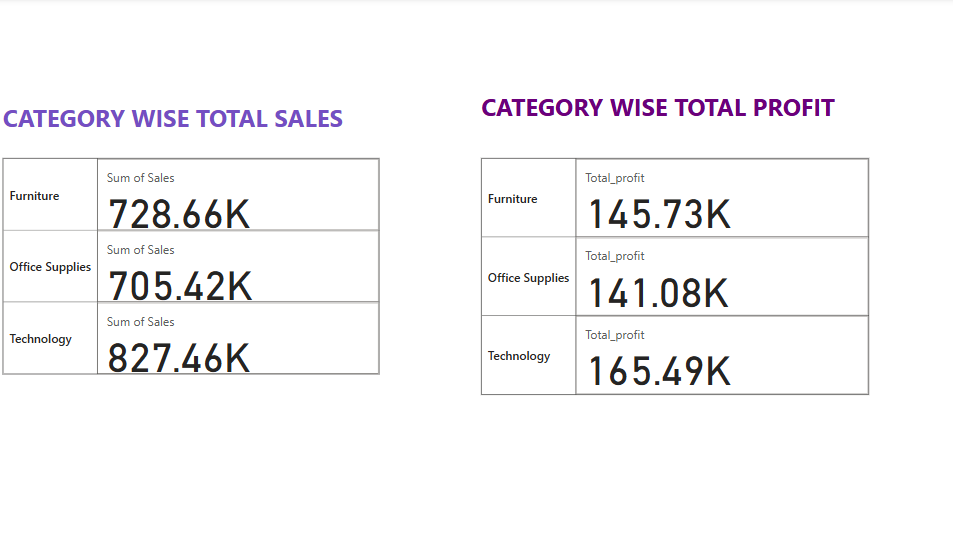 CATEGORY WISE TOTAL SALES
Furniture
Sum of Sales
728.66K
Office Supplies
Sum of Sales
705.42K
Technology
Sum of Sales
827.46K
CATEGORY WISE TOTAL PROFIT
Furniture
Total_profit
145.73K
Office Supplies
Total_profit
141.08K
Technology
Total_profit
165.49K